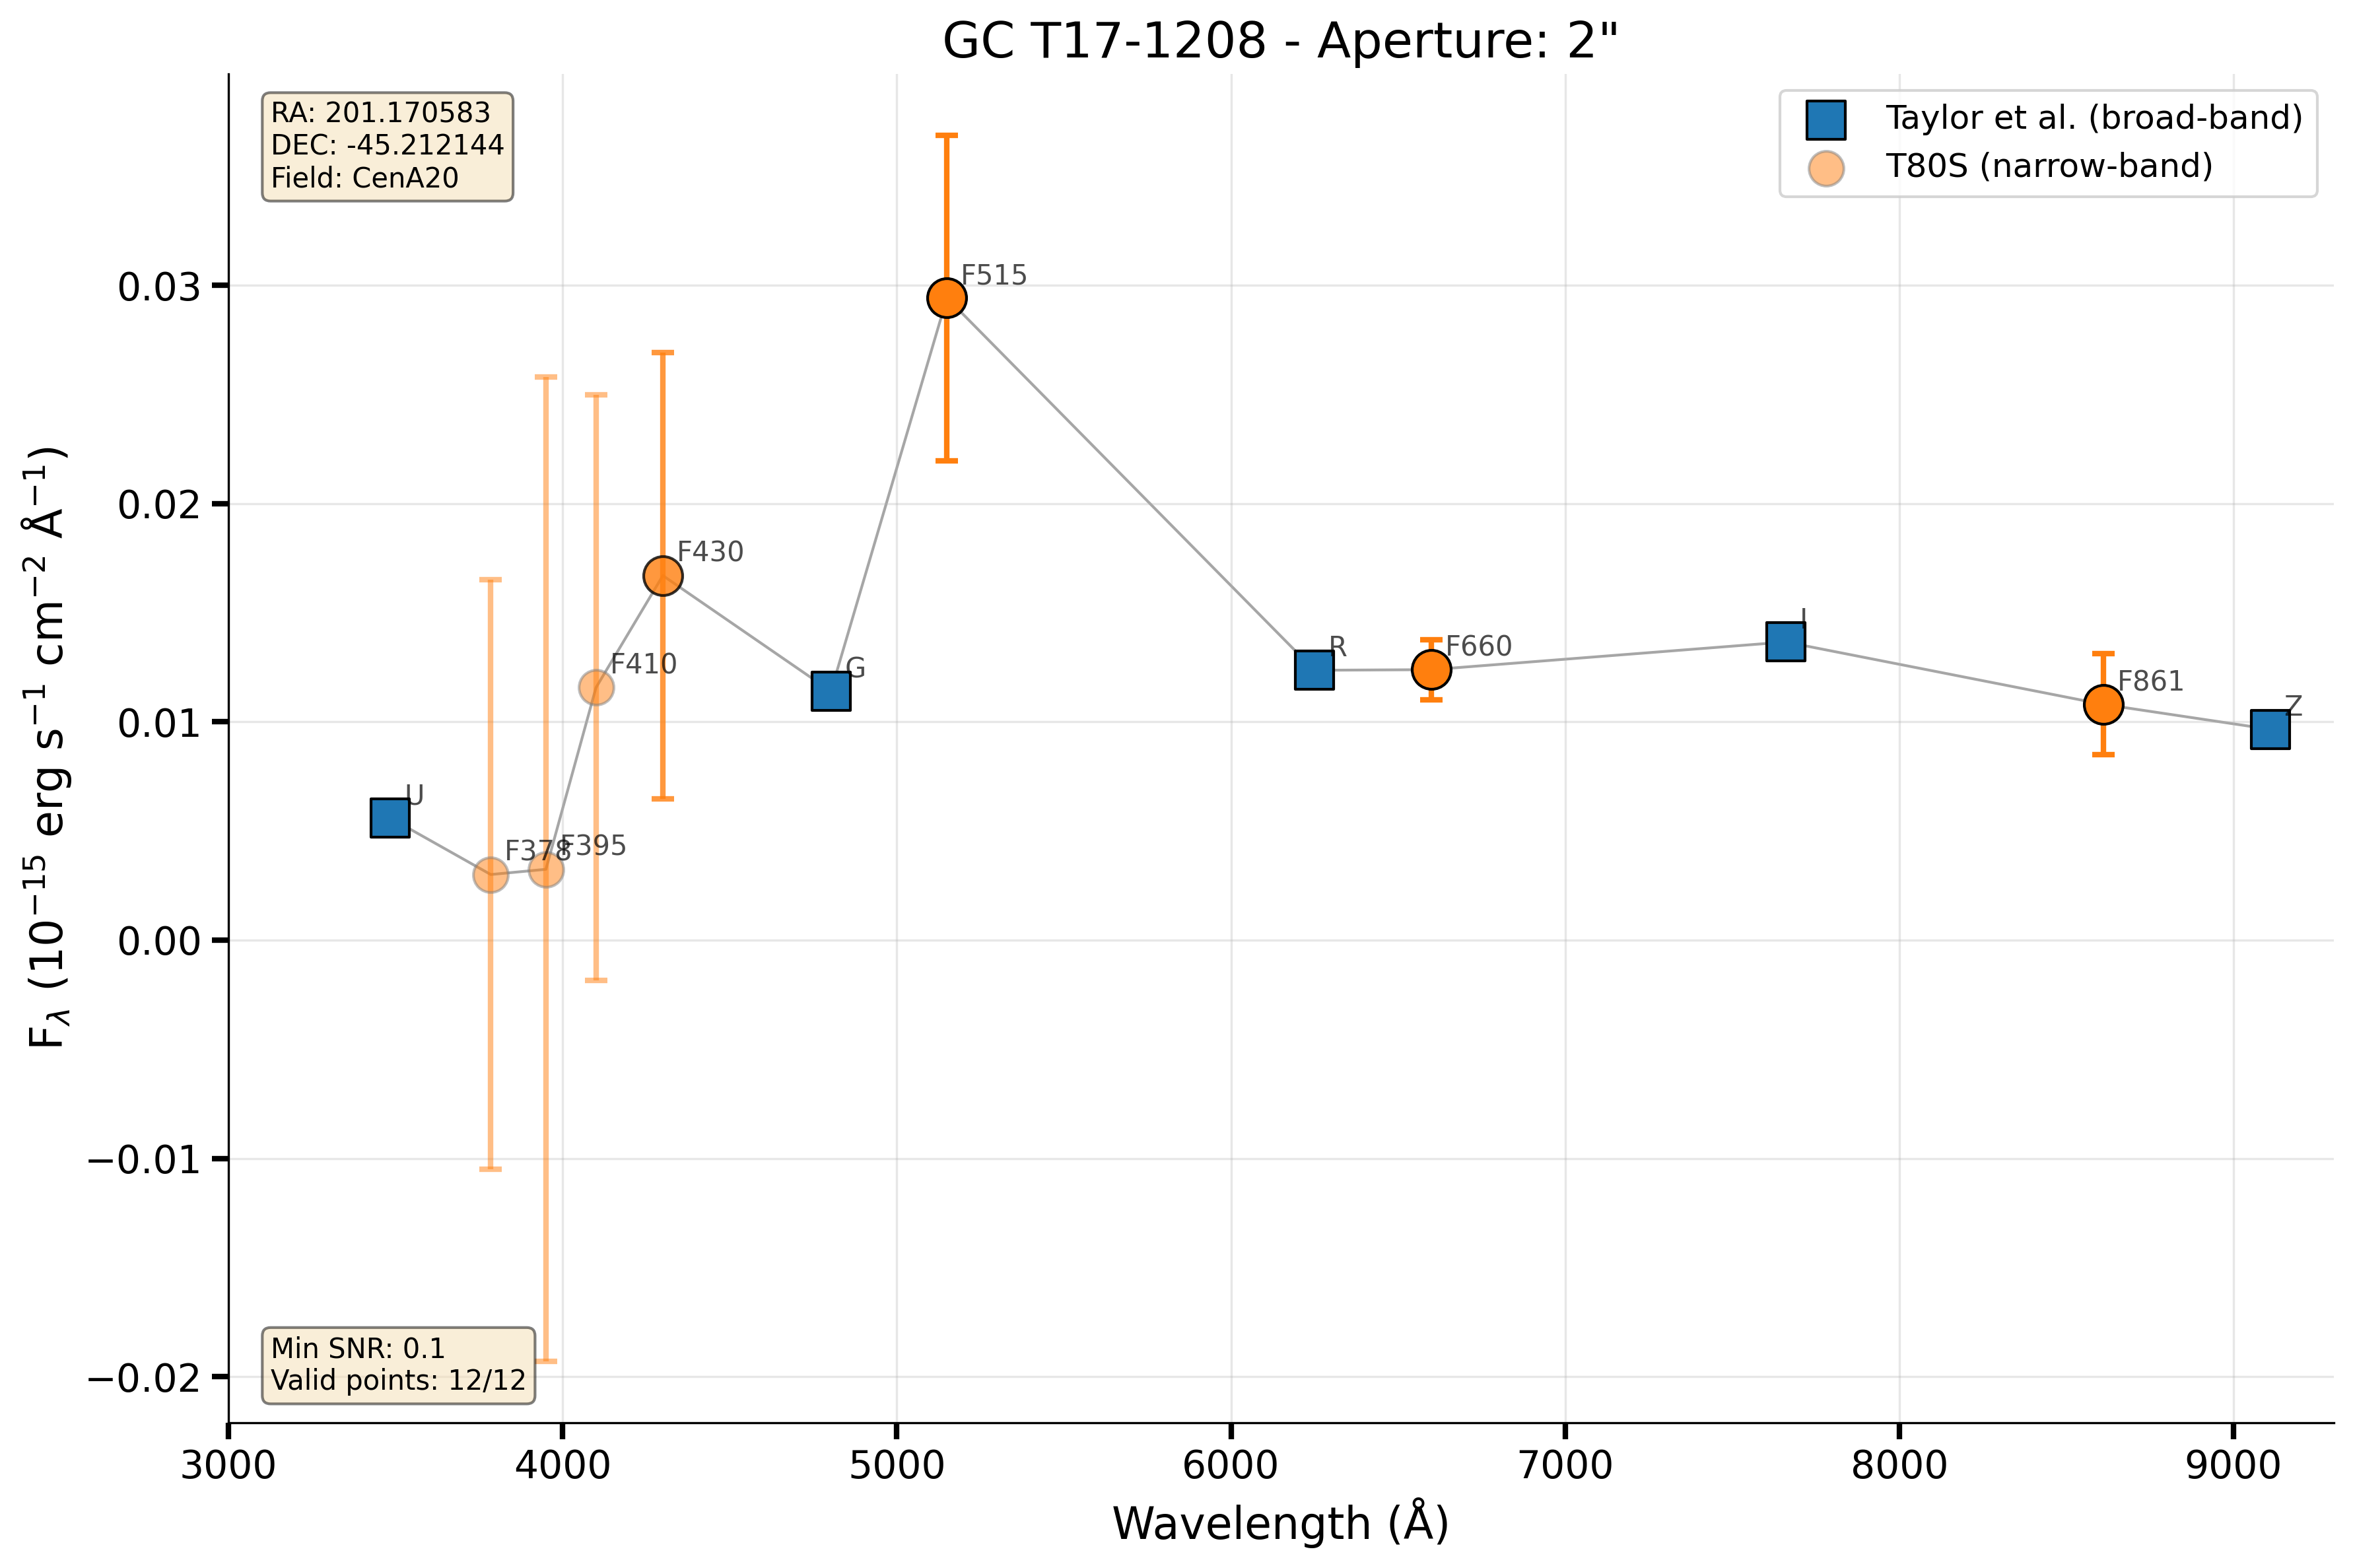 GC T17-1208 - Aperture: 2"
RA: 201.170583
DEC: -45.212144
Field: CenA20
Taylor et al. (broad-band)
T80S (narrow-band)
F515
F430
F410
G
R
F660
I
F861
Z
U
F378
F395
Min SNR: 0.1
Valid points: 12/12
0.03
0.02
0.01
0.00
−0.01
−0.02
F$_λ$ (10$^{−15}$ erg s$^{−1}$ cm$^{−2}$ Å$^{−1}$)
3000 4000 5000 6000 7000 8000 9000
Wavelength (Å)